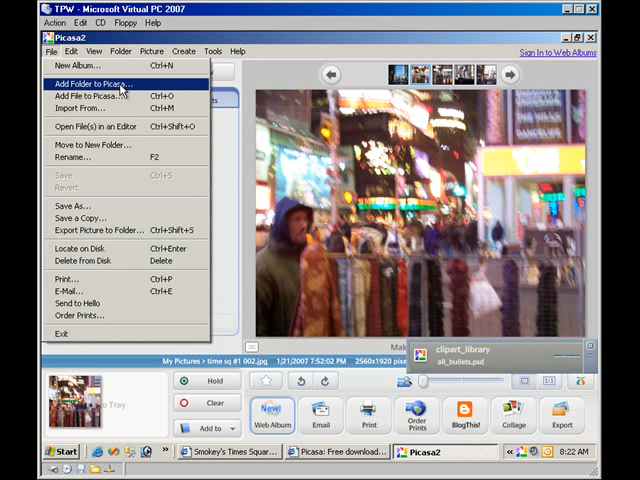 TPW - Microsoft Virtual PC 2007
Action Edit CD Floppy Help
Picasa2
File Edit View Folder Picture Create Tools Help
Sign In to Web Albums
New Album... Ctrl+N
Add Folder to Picasa...
Add File to Picasa... Ctrl+O
Import From... Ctrl+M
Open File(s) in an Editor Ctrl+Shift+O
Move to New Folder...
Rename... F2
Save Ctrl+S
Revert
Save As...
Save a Copy...
Export Picture to Folder... Ctrl+Shift+S
Locate on Disk Ctrl+Enter
Delete from Disk Delete
Print... Ctrl+P
E-Mail... Ctrl+E
Send to Hello
Order Prints...
Exit
clipart_library
all_bullets.psd
My Pictures > time sq #1 002.jpg 1/21/2007 7:52:02 PM 2560x1920
Hold
Clear
Add to
Tray
New!
Web Album
Email
Print
Order Prints
BlogThis!
Collage
Export
1:1
Start
Smokey's Times Squar...
Picasa: Free download...
Picasa2
8:22 AM